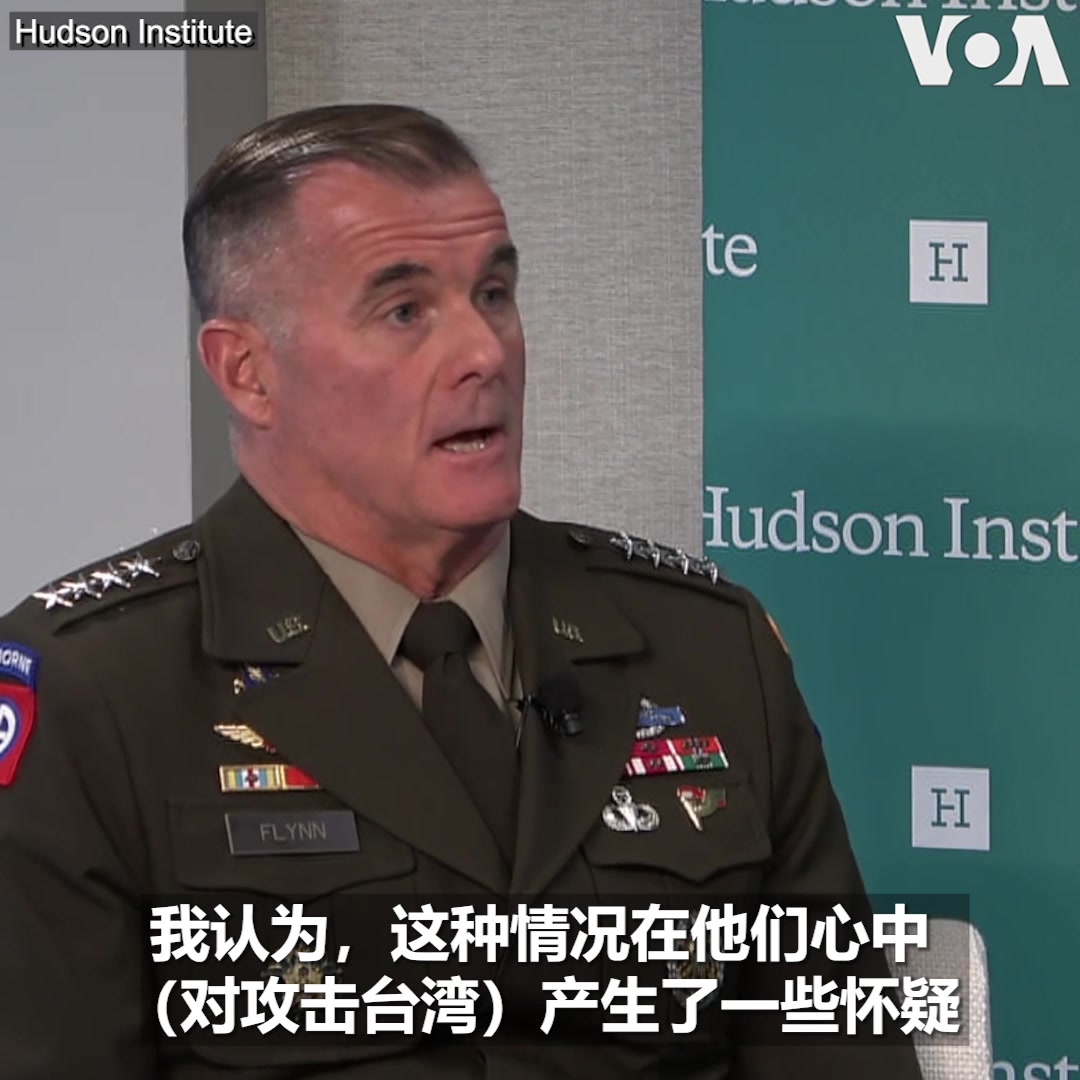 Hudson Institute
Hudson Inst
VOA
te
H
Hudson Inst
U.S.
FLYNN
H
我认为，这种情况在他们心中
（对攻击台湾）产生了一些怀疑